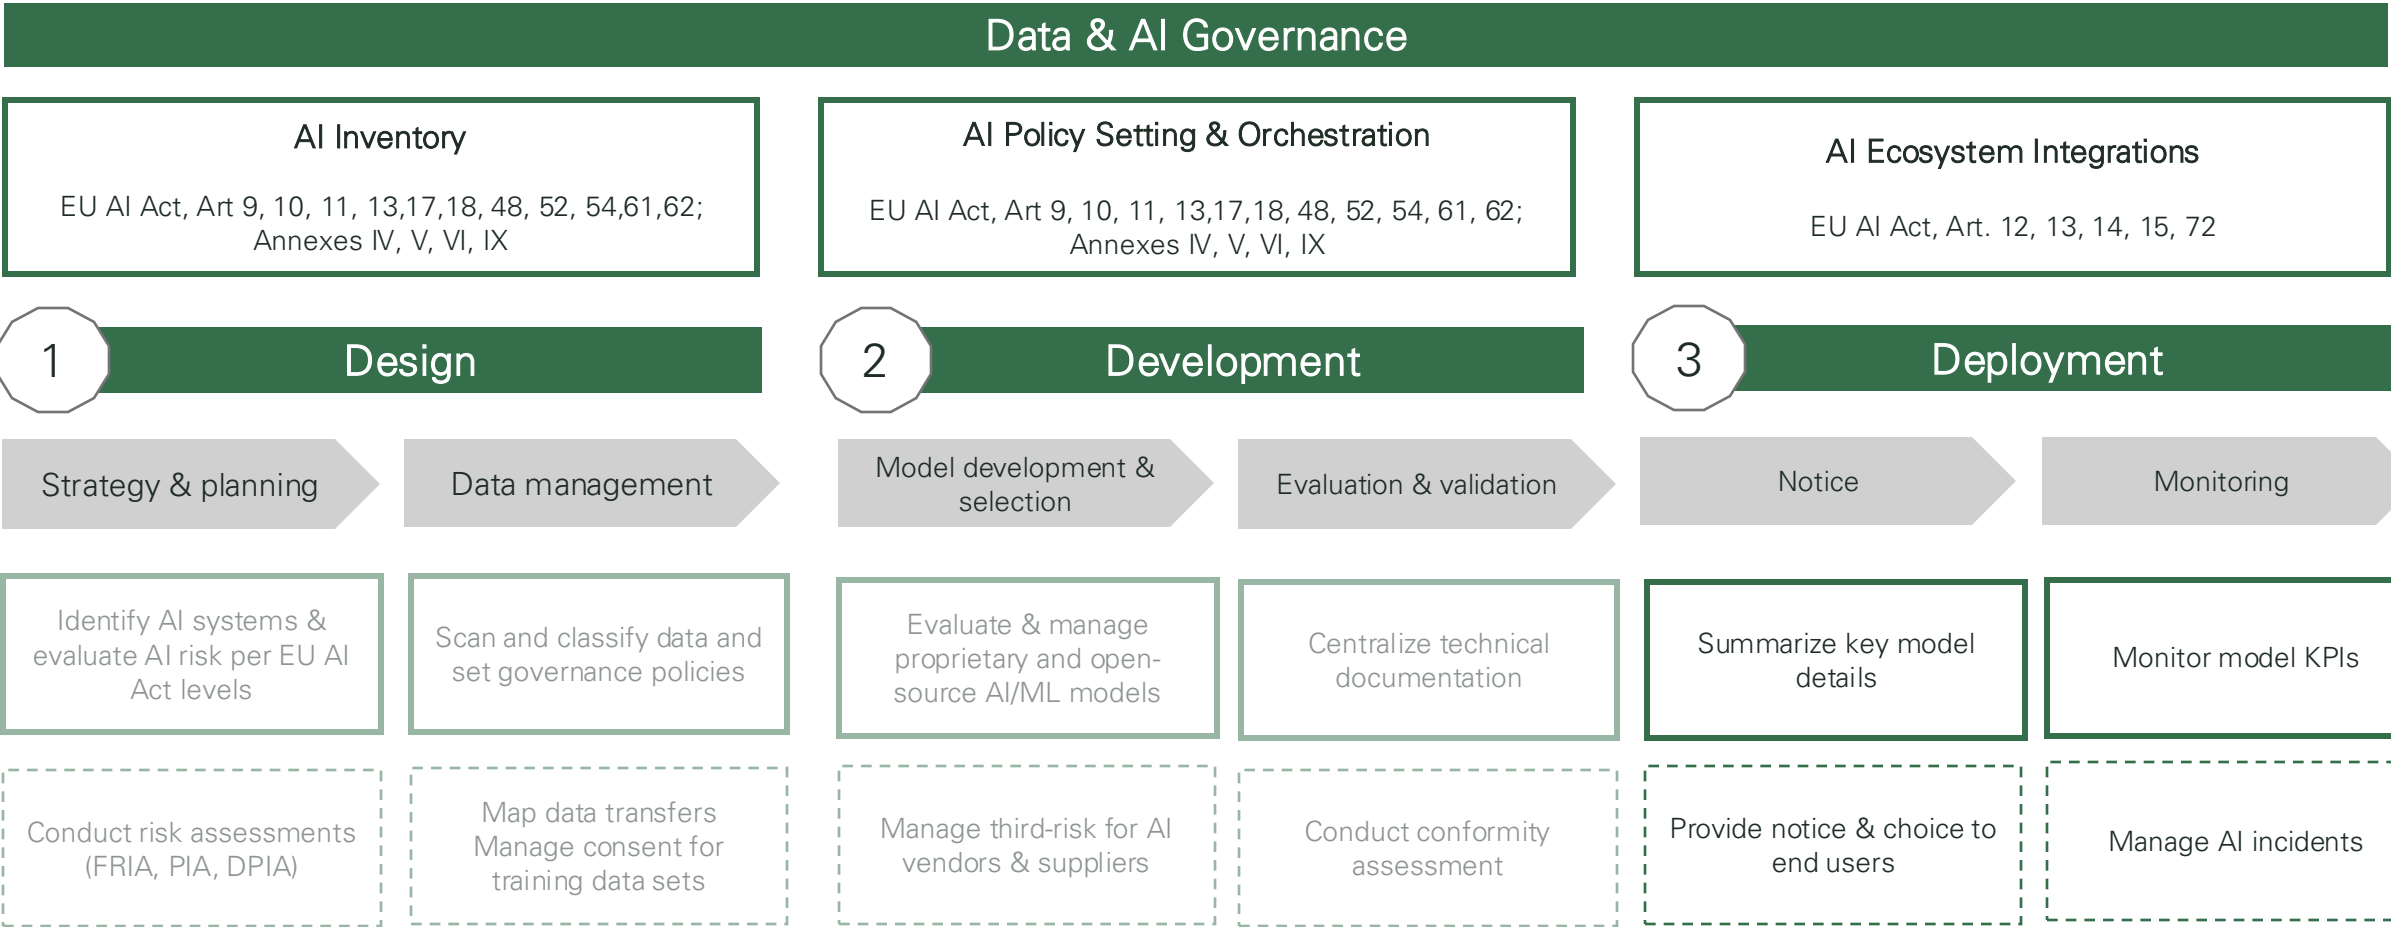 Data & AI Governance
AI Inventory
EU AI Act, Art 9, 10, 11, 13,17,18, 48, 52, 54,61,62;
Annexes IV, V, VI, IX
AI Policy Setting & Orchestration
EU AI Act, Art 9, 10, 11, 13,17,18, 48, 52, 54, 61, 62;
Annexes IV, V, VI, IX
AI Ecosystem Integrations
EU AI Act, Art. 12, 13, 14, 15, 72
1
Design
2
Development
3
Deployment
Strategy & planning
Data management
Model development &
selection
Evaluation & validation
Notice
Monitoring
Identify AI systems &
evaluate AI risk per EU AI
Act levels
Scan and classify data and
set governance policies
Evaluate & manage
proprietary and open-
source AI/ML models
Centralize technical
documentation
Summarize key model
details
Monitor model KPIs
Conduct risk assessments
(FRIA, PIA, DPIA)
Map data transfers
Manage consent for
training data sets
Manage third-risk for AI
vendors & suppliers
Conduct conformity
assessment
Provide notice & choice to
end users
Manage AI incidents